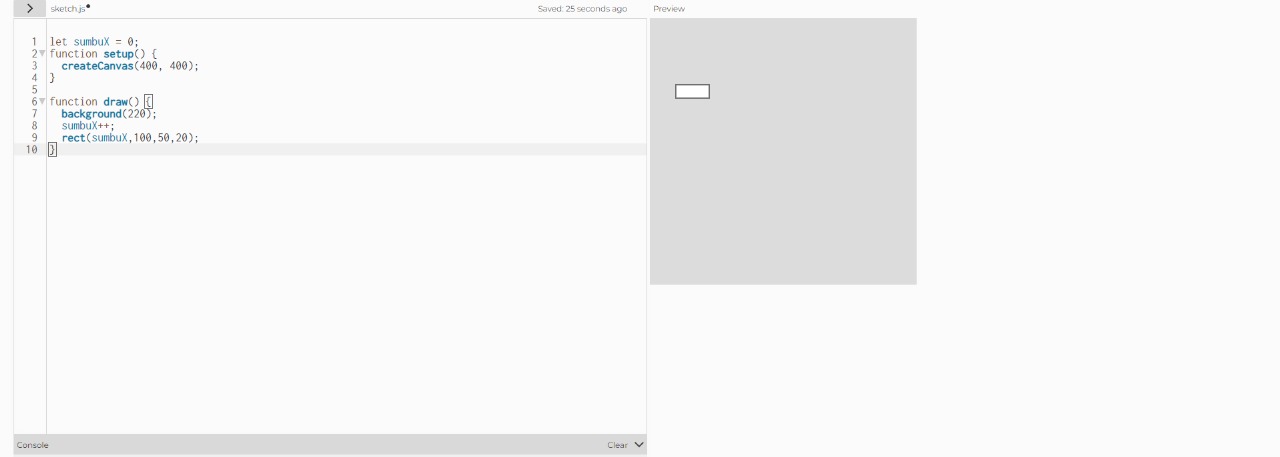 sketch.js
Saved: 25 seconds ago
Preview
1 let sumbuX = 0;
2 function setup() {
3   createCanvas(400, 400);
4 }
5
6 function draw() {
7   background(220);
8   sumbuX++;
9   rect(sumbuX,100,50,20);
10 }
Console
Clear